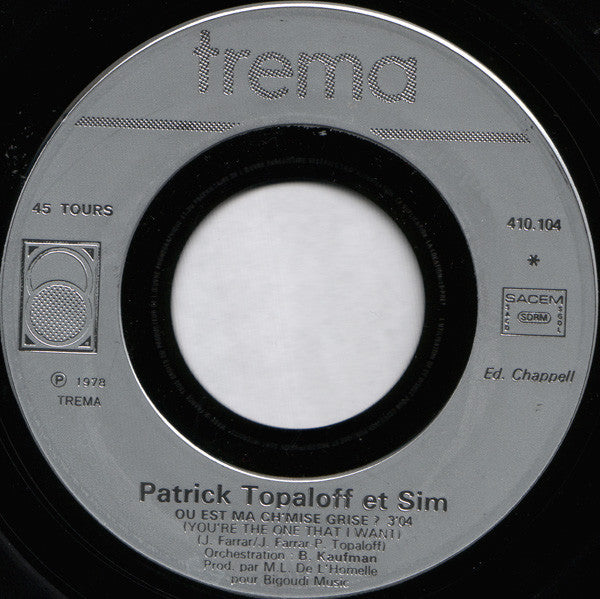 trema
45 TOURS
410.104
*
SACEM
SACD
SDRM
SGDL
Ed. Chappell
Ⓟ 1978
TREMA
Patrick Topaloff et Sim
OU EST MA CH'MISE GRISE ? 3'04
(YOU'RE THE ONE THAT I WANT)
(J. Farrar/J. Farrar P. Topaloff)
Orchestration : B. Kaufman
Prod. par M.L. De L'Homelle
pour Bigoudi Music